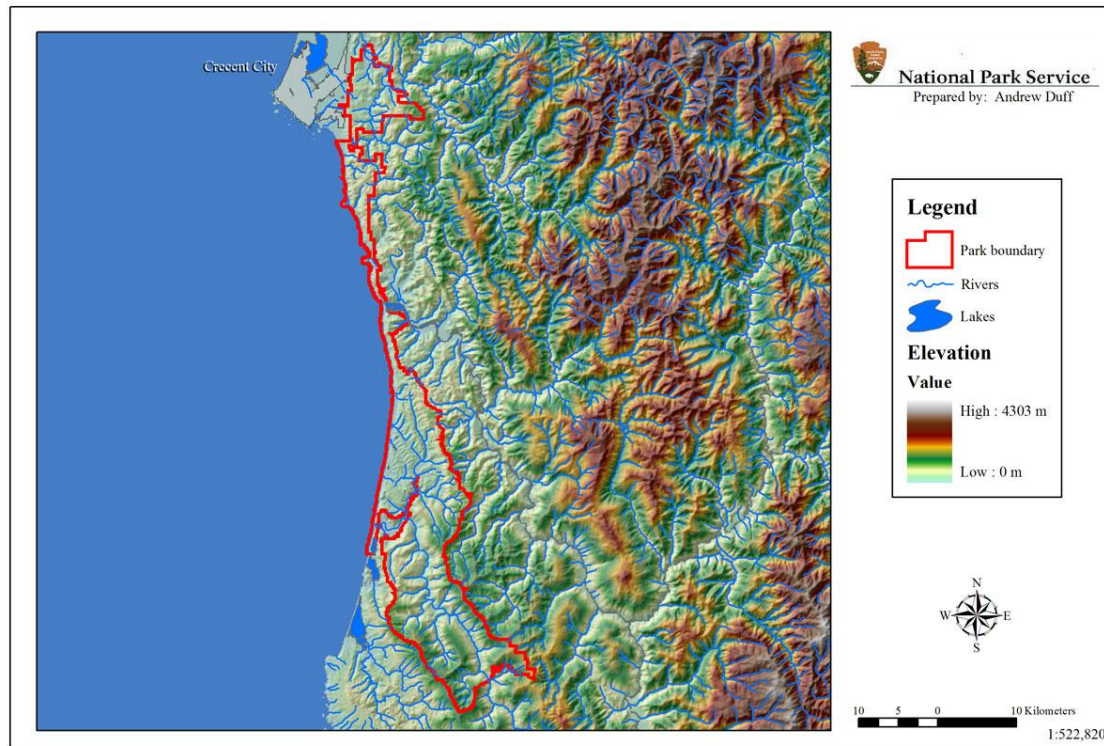 Crecent City
National Park Service
Prepared by: Andrew Duff
Legend
Park boundary
Rivers
Lakes
Elevation
Value
High : 4303 m
Low : 0 m
N
W E
S
10 5 0 10 Kilometers
1:522,820